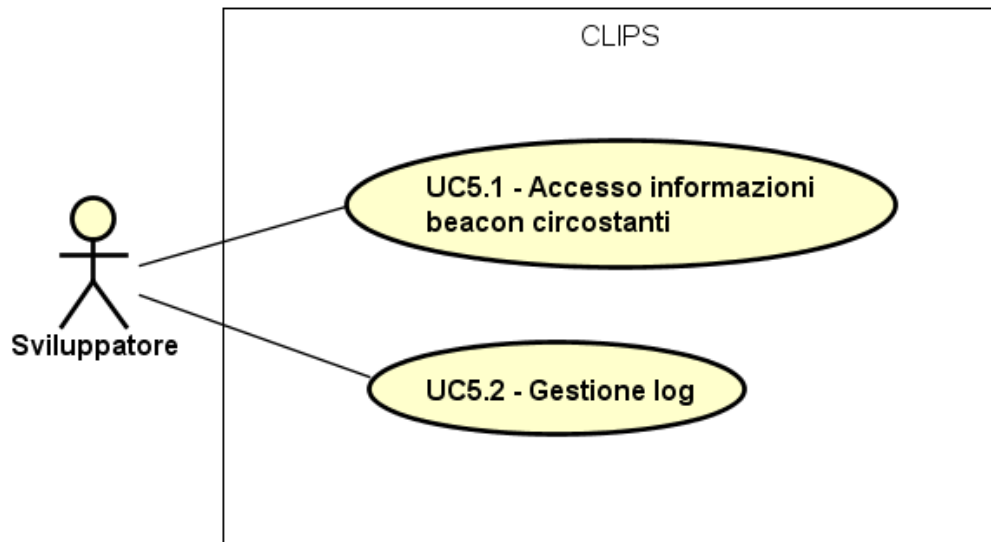 CLIPS
UC5.1 - Accesso informazioni
beacon circostanti
Sviluppatore
UC5.2 - Gestione log